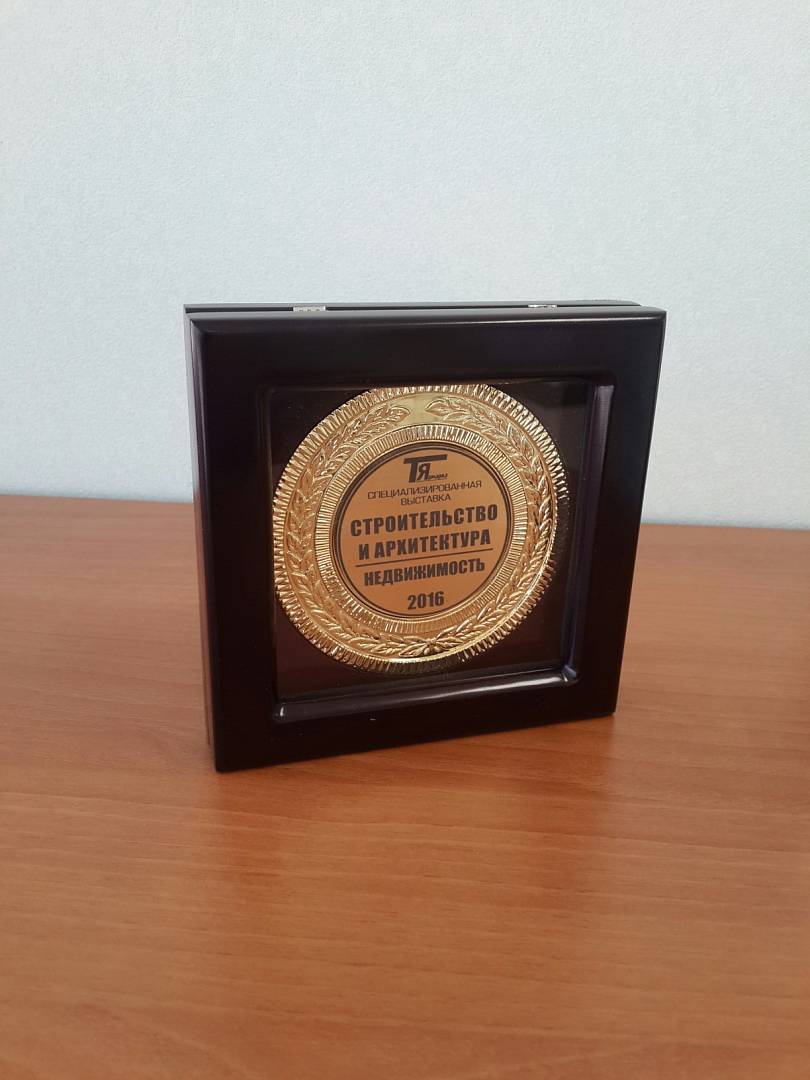 ТЯ
СПЕЦИАЛИЗИРОВАННАЯ
ВЫСТАВКА
СТРОИТЕЛЬСТВО
И АРХИТЕКТУРА
НЕДВИЖИМОСТЬ
2016